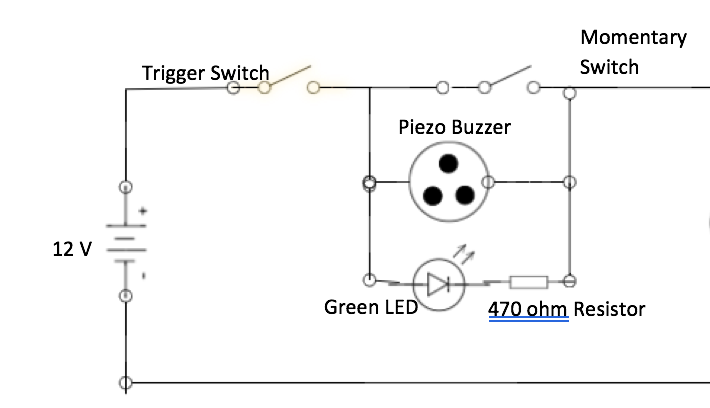 Momentary
Switch
Trigger Switch
Piezo Buzzer
+
12 V
-
Green LED
470 ohm Resistor